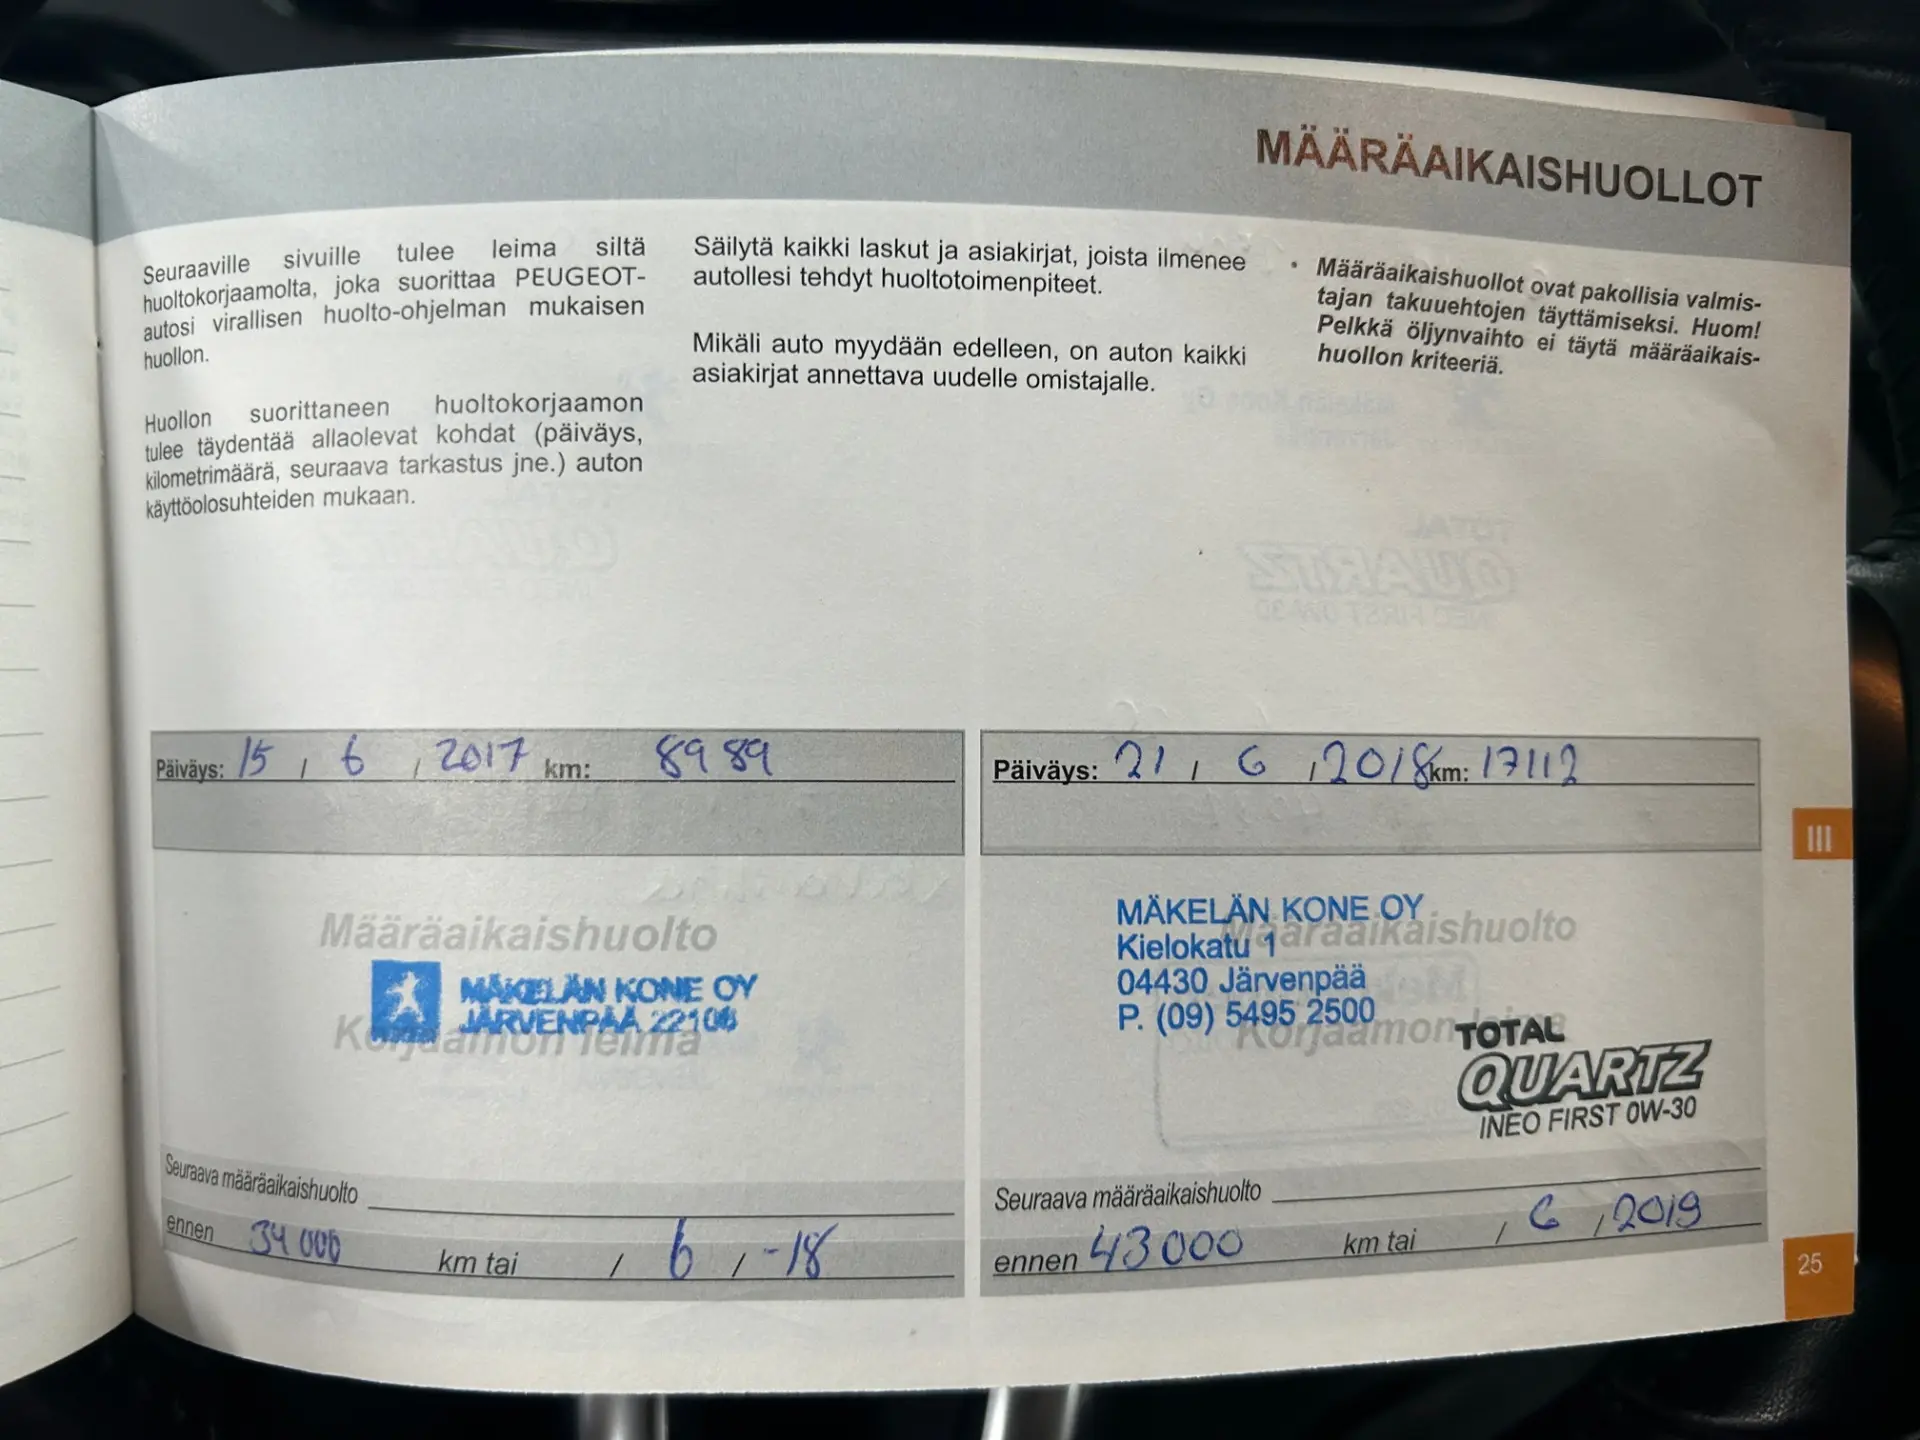 MÄÄRÄAIKAISHUOLLOT
Seuraaville sivuille tulee leima siltä
huoltokorjaamolta, joka suorittaa PEUGEOT-
autosi virallisen huolto-ohjelman mukaisen
huollon.
Huollon suorittaneen huoltokorjaamon
tulee täydentää allaolevat kohdat (päiväys,
kilometrimäärä, seuraava tarkastus jne.) auton
käyttöolosuhteiden mukaan.
Säilytä kaikki laskut ja asiakirjat, joista ilmenee
autollesi tehdyt huoltotoimenpiteet.
Mikäli auto myydään edelleen, on auton kaikki
asiakirjat annettava uudelle omistajalle.
• Määräaikaishuollot ovat pakollisia valmis-
tajan takuuehtojen täyttämiseksi. Huom!
Pelkkä öljynvaihto ei täytä määräaikais-
huollon kriteeriä.
Päiväys: 15 / 6 / 2017 km: 8989
Määräaikaishuolto
MÄKELÄN KONE OY
JÄRVENPÄÄ 22106
Korjaamon leima
Seuraava määräaikaishuolto
ennen 34 000 km tai / 6 / -18
Päiväys: 21 / 6 / 2018 km: 17112
MÄKELÄN KONE OY
Määräaikaishuolto
Kielokatu 1
04430 Järvenpää
P. (09) 5495 2500
Korjaamon leima
TOTAL
QUARTZ
INEO FIRST 0W-30
Seuraava määräaikaishuolto
ennen 43 000 km tai / 6 / 2019
III
25